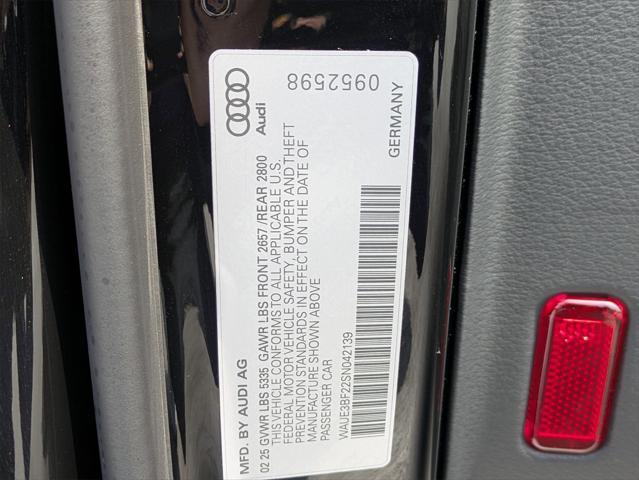 Audi
0952598
MFD. BY AUDI AG
GERMANY
02 25 GVWR LBS 5335 GAWR LBS FRONT 2657 /REAR 2800
THIS VEHICLE CONFORMS TO ALL APPLICABLE U.S.
FEDERAL MOTOR VEHICLE SAFETY, BUMPER AND THEFT
PREVENTION STANDARDS IN EFFECT ON THE DATE OF
MANUFACTURE SHOWN ABOVE
PASSENGER CAR
WAUE3BF22SN042139